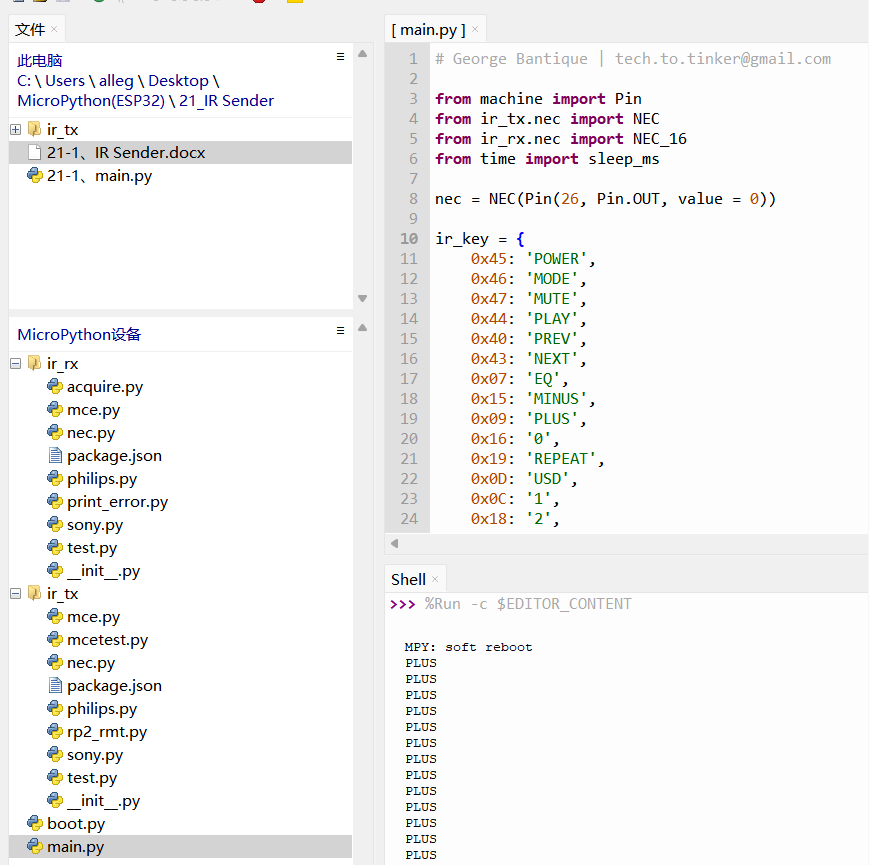 文件
此电脑
C: \ Users \ alleg \ Desktop \
MicroPython(ESP32) \ 21_IR Sender
ir_tx
21-1、IR Sender.docx
21-1、main.py
MicroPython设备
ir_rx
acquire.py
mce.py
nec.py
package.json
philips.py
print_error.py
sony.py
test.py
__init__.py
ir_tx
mce.py
mcetest.py
nec.py
package.json
philips.py
rp2_rmt.py
sony.py
test.py
__init__.py
boot.py
main.py
[ main.py ]
1 # George Bantique | tech.to.tinker@gmail.com
2
3 from machine import Pin
4 from ir_tx.nec import NEC
5 from ir_rx.nec import NEC_16
6 from time import sleep_ms
7
8 nec = NEC(Pin(26, Pin.OUT, value = 0))
9
10 ir_key = {
11 0x45: 'POWER',
12 0x46: 'MODE',
13 0x47: 'MUTE',
14 0x44: 'PLAY',
15 0x40: 'PREV',
16 0x43: 'NEXT',
17 0x07: 'EQ',
18 0x15: 'MINUS',
19 0x09: 'PLUS',
20 0x16: '0',
21 0x19: 'REPEAT',
22 0x0D: 'USD',
23 0x0C: '1',
24 0x18: '2',
Shell
>>> %Run -c $EDITOR_CONTENT
MPY: soft reboot
PLUS
PLUS
PLUS
PLUS
PLUS
PLUS
PLUS
PLUS
PLUS
PLUS
PLUS
PLUS
PLUS